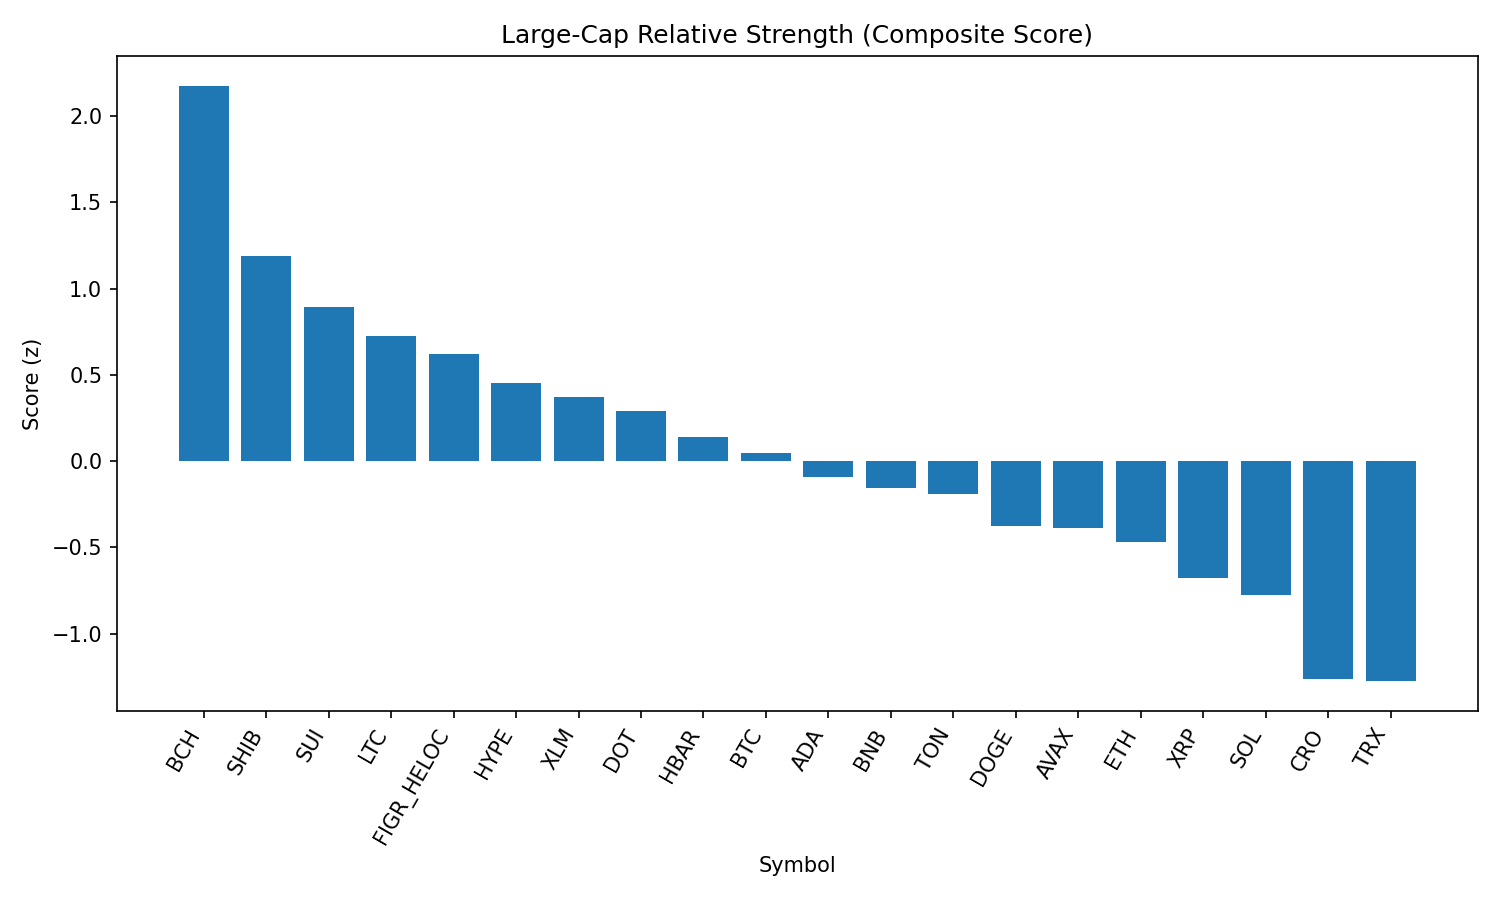 Large-Cap Relative Strength (Composite Score)
Score (z)
2.0
1.5
1.0
0.5
0.0
−0.5
−1.0
BCH
SHIB
SUI
LTC
FIGR_HELOC
HYPE
XLM
DOT
HBAR
BTC
ADA
BNB
TON
DOGE
AVAX
ETH
XRP
SOL
CRO
TRX
Symbol